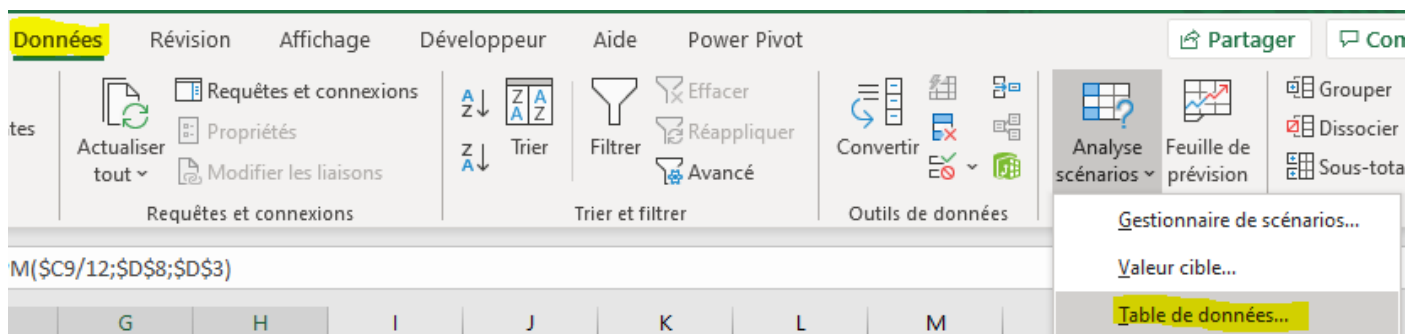 Données Révision Affichage Développeur Aide Power Pivot Partager Com
Requêtes et connexions Effacer Grouper
tes Actualiser tout Propriétés Trier Filtrer Réappliquer Convertir Analyse scénarios Feuille de prévision Dissocier
Modifier les liaisons Avancé Sous-tota
Requêtes et connexions Trier et filtrer Outils de données
Gestionnaire de scénarios...
PM($C9/12;$D$8;$D$3) Valeur cible...
G H I J K L M Table de données...